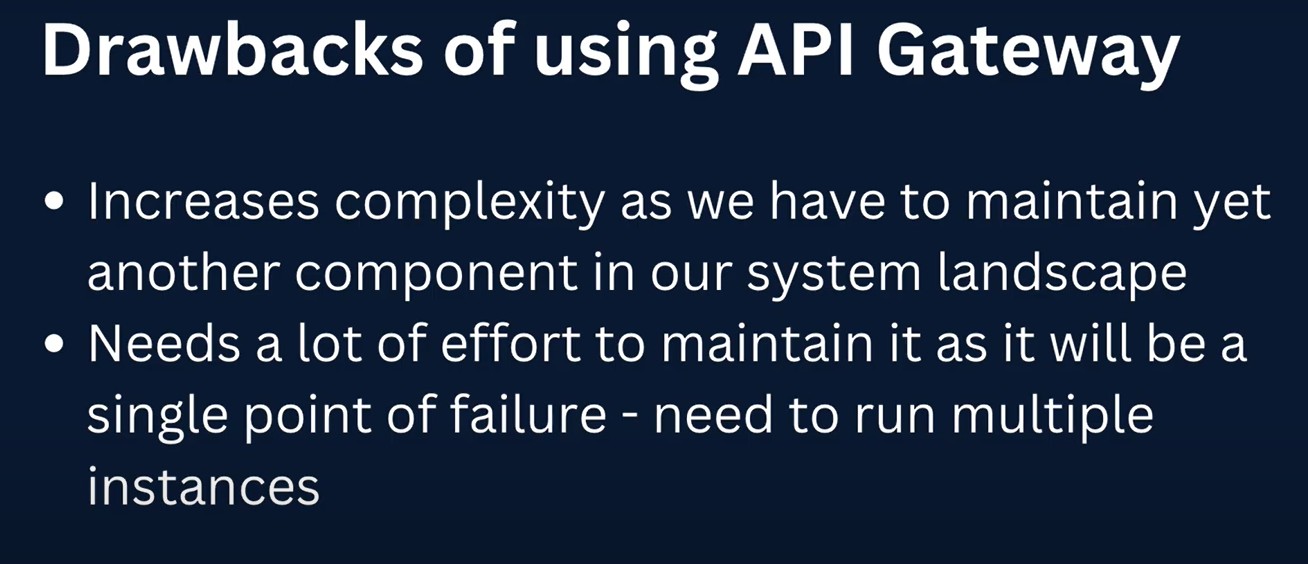 Drawbacks of using API Gateway
• Increases complexity as we have to maintain yet
another component in our system landscape
• Needs a lot of effort to maintain it as it will be a
single point of failure - need to run multiple
instances